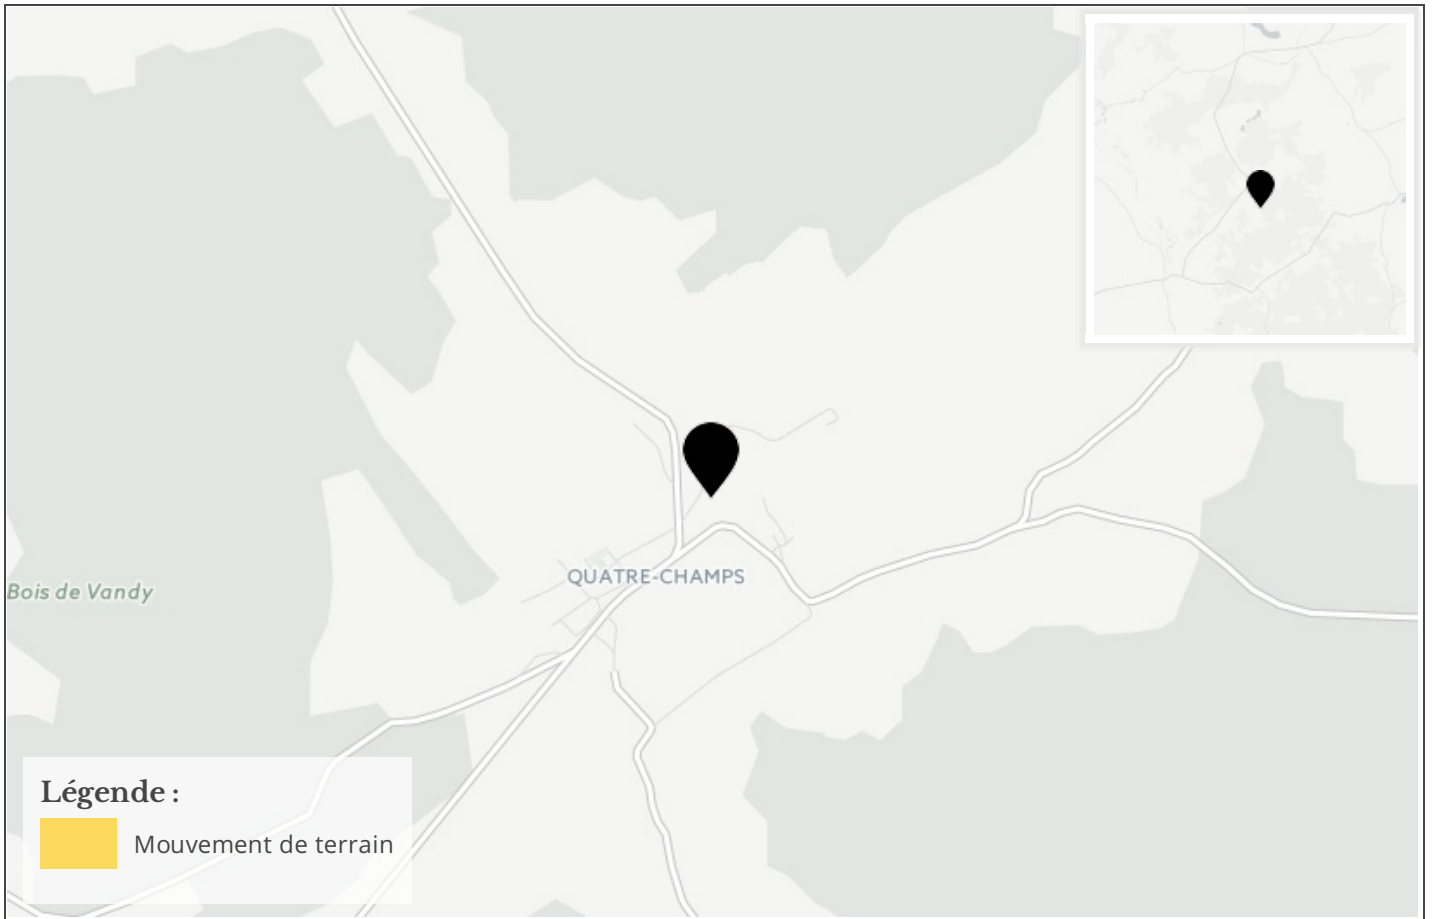 QUATRE-CHAMPS
Bois de Vandy
Légende :
Mouvement de terrain